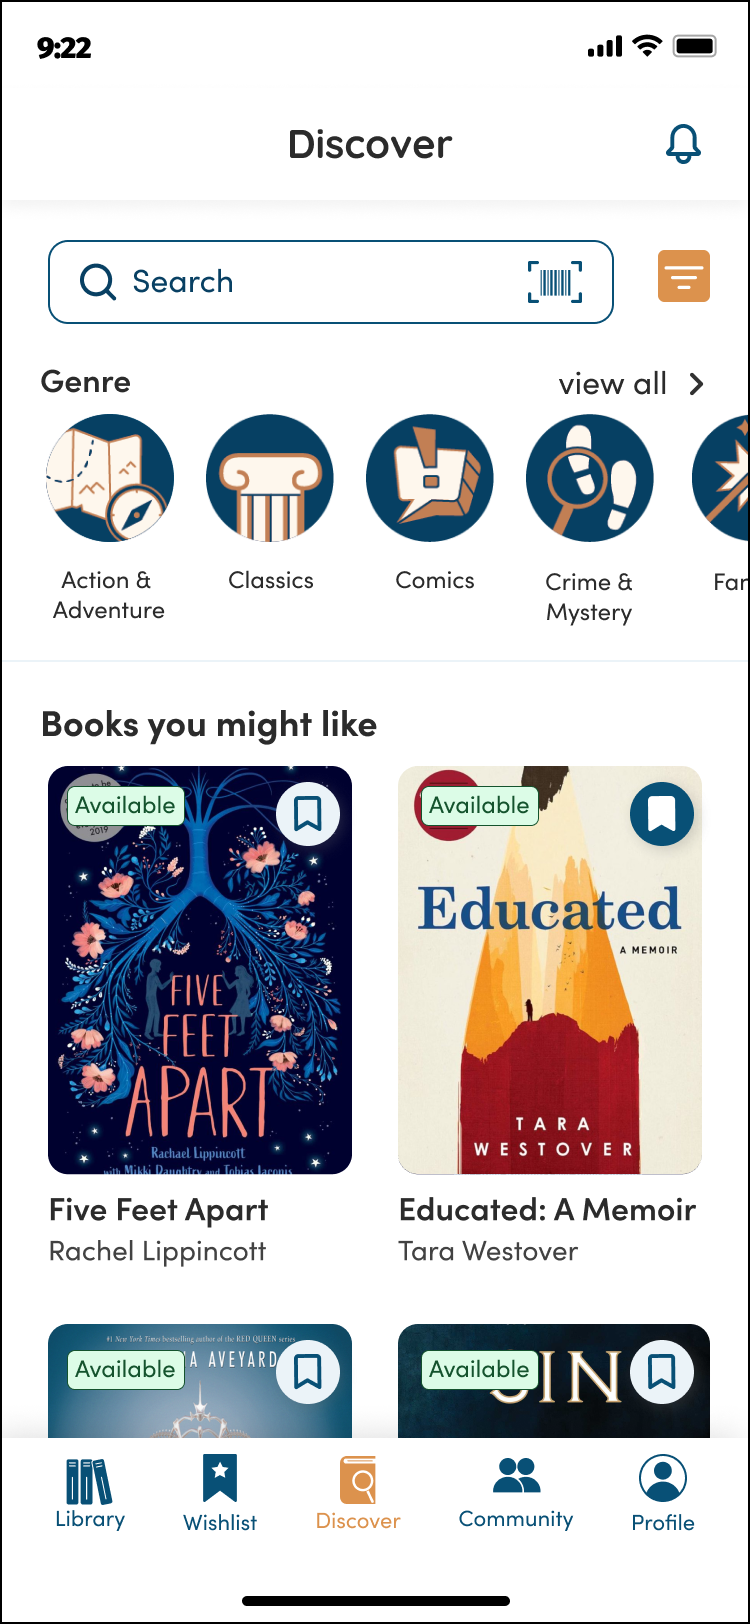 9:22
Discover
Search
Genre
view all
Action &
Adventure
Classics
Comics
Crime &
Mystery
Books you might like
to be
Available
2019
FIVE
FEET
APART
Rachael Lippincott
with Mikki Daughtry and Tobias Iaconis
Five Feet Apart
Rachel Lippincott
Available
Educated
A MEMOIR
TARA
WESTOVER
Educated: A Memoir
Tara Westover
#1 New York Times bestselling author of the RED QUEEN series
Available
A AVEYARD
Available
IN
Library
Wishlist
Discover
Community
Profile